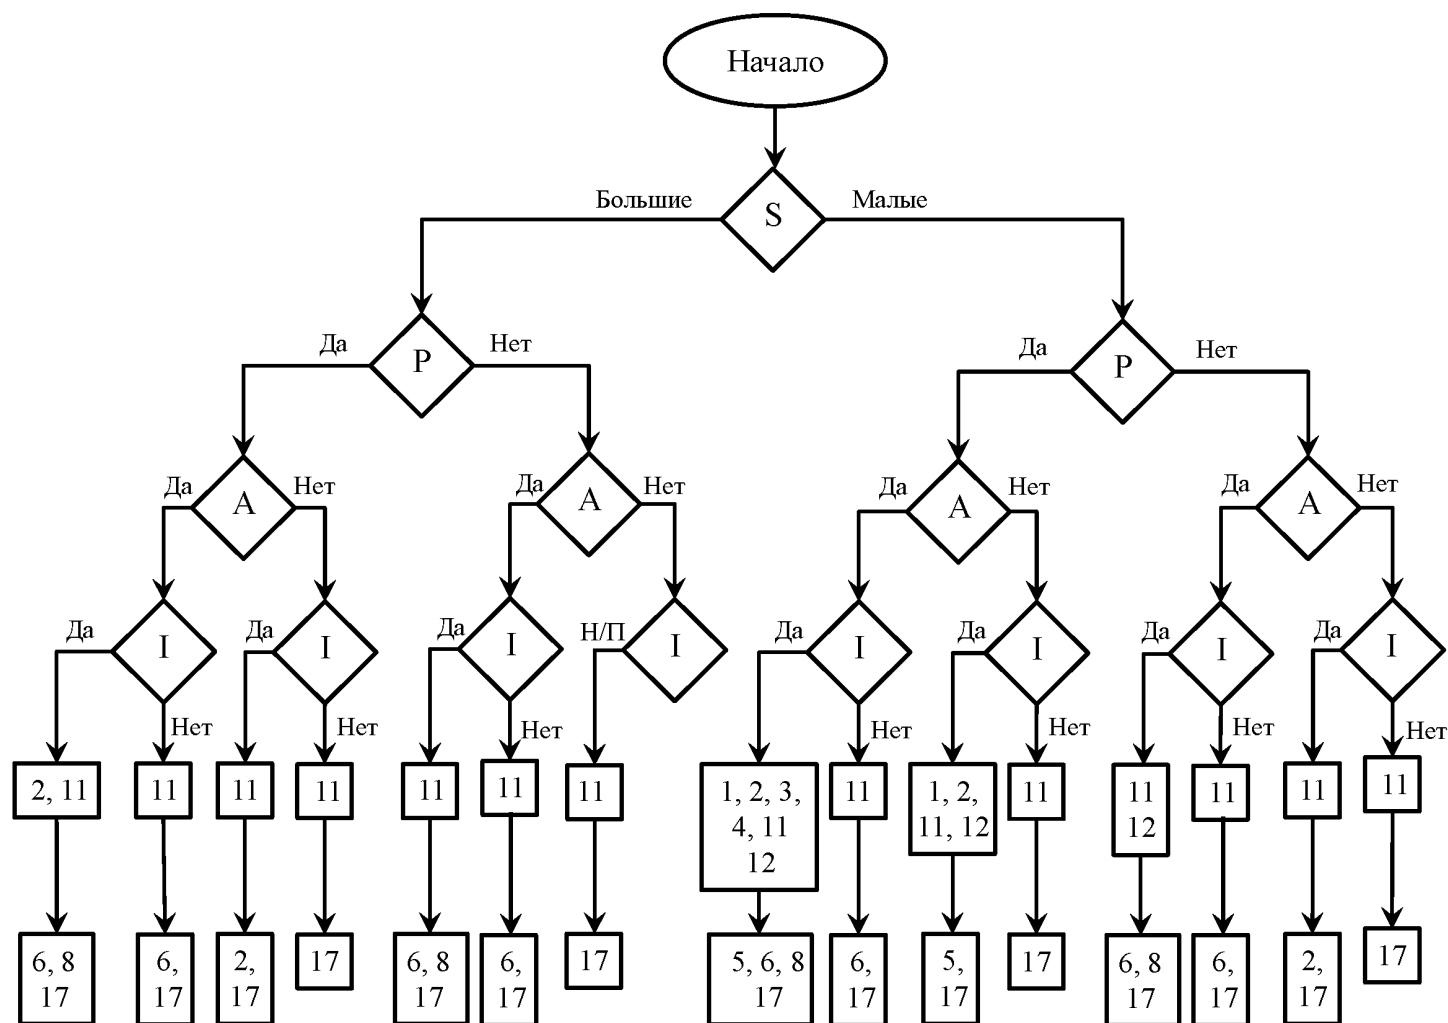 Начало
Большие
Малые
S
Да
Нет
Да
Нет
P
P
Да
Нет
Да
Нет
Да
Нет
Да
Нет
A
A
A
A
Да
Да
Да
Н/П
Да
Да
Да
Да
I
I
I
I
I
I
I
I
Нет
Нет
Нет
Нет
Нет
Нет
Нет
2, 11
11
11
11
11
11
11
1, 2, 3,
4, 11
12
11
1, 2,
11, 12
11
11
12
11
11
11
6, 8
17
6,
17
2,
17
17
6, 8
17
6,
17
17
5, 6, 8
17
6,
17
5,
17
17
6, 8
17
6,
17
2,
17
17